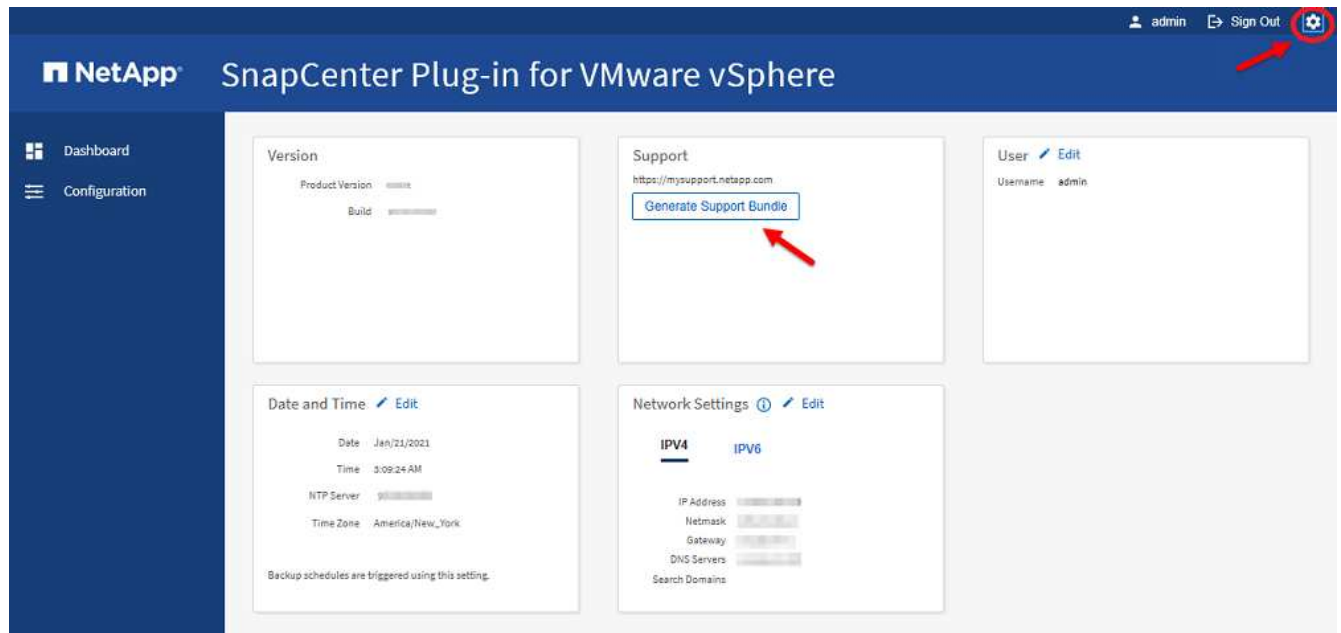 admin Sign Out
NetApp SnapCenter Plug-in for VMware vSphere
Dashboard
Configuration
Version
Product Version
Build
Support
https://mysupport.netapp.com
Generate Support Bundle
User Edit
Username admin
Date and Time Edit
Date Jan/21/2021
Time 3:09:24 AM
NTP Server
Time Zone America/New_York
Backup schedules are triggered using this setting.
Network Settings Edit
IPV4 IPV6
IP Address
Netmask
Gateway
DNS Servers
Search Domains